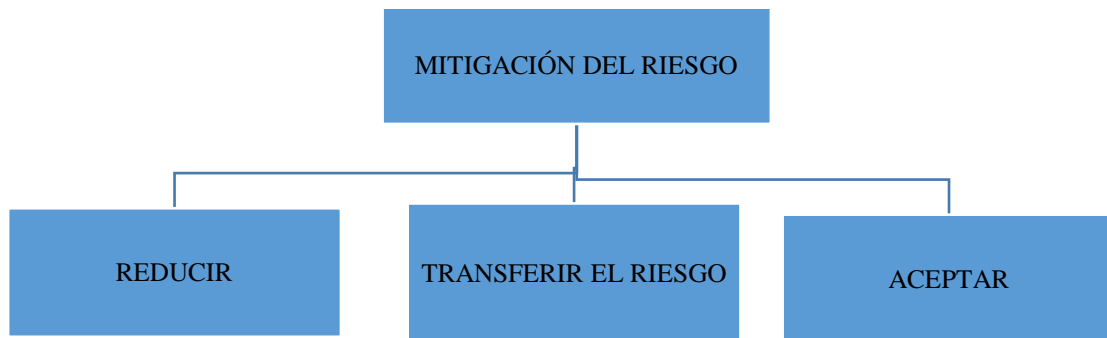 MITIGACIÓN DEL RIESGO
REDUCIR
TRANSFERIR EL RIESGO
ACEPTAR